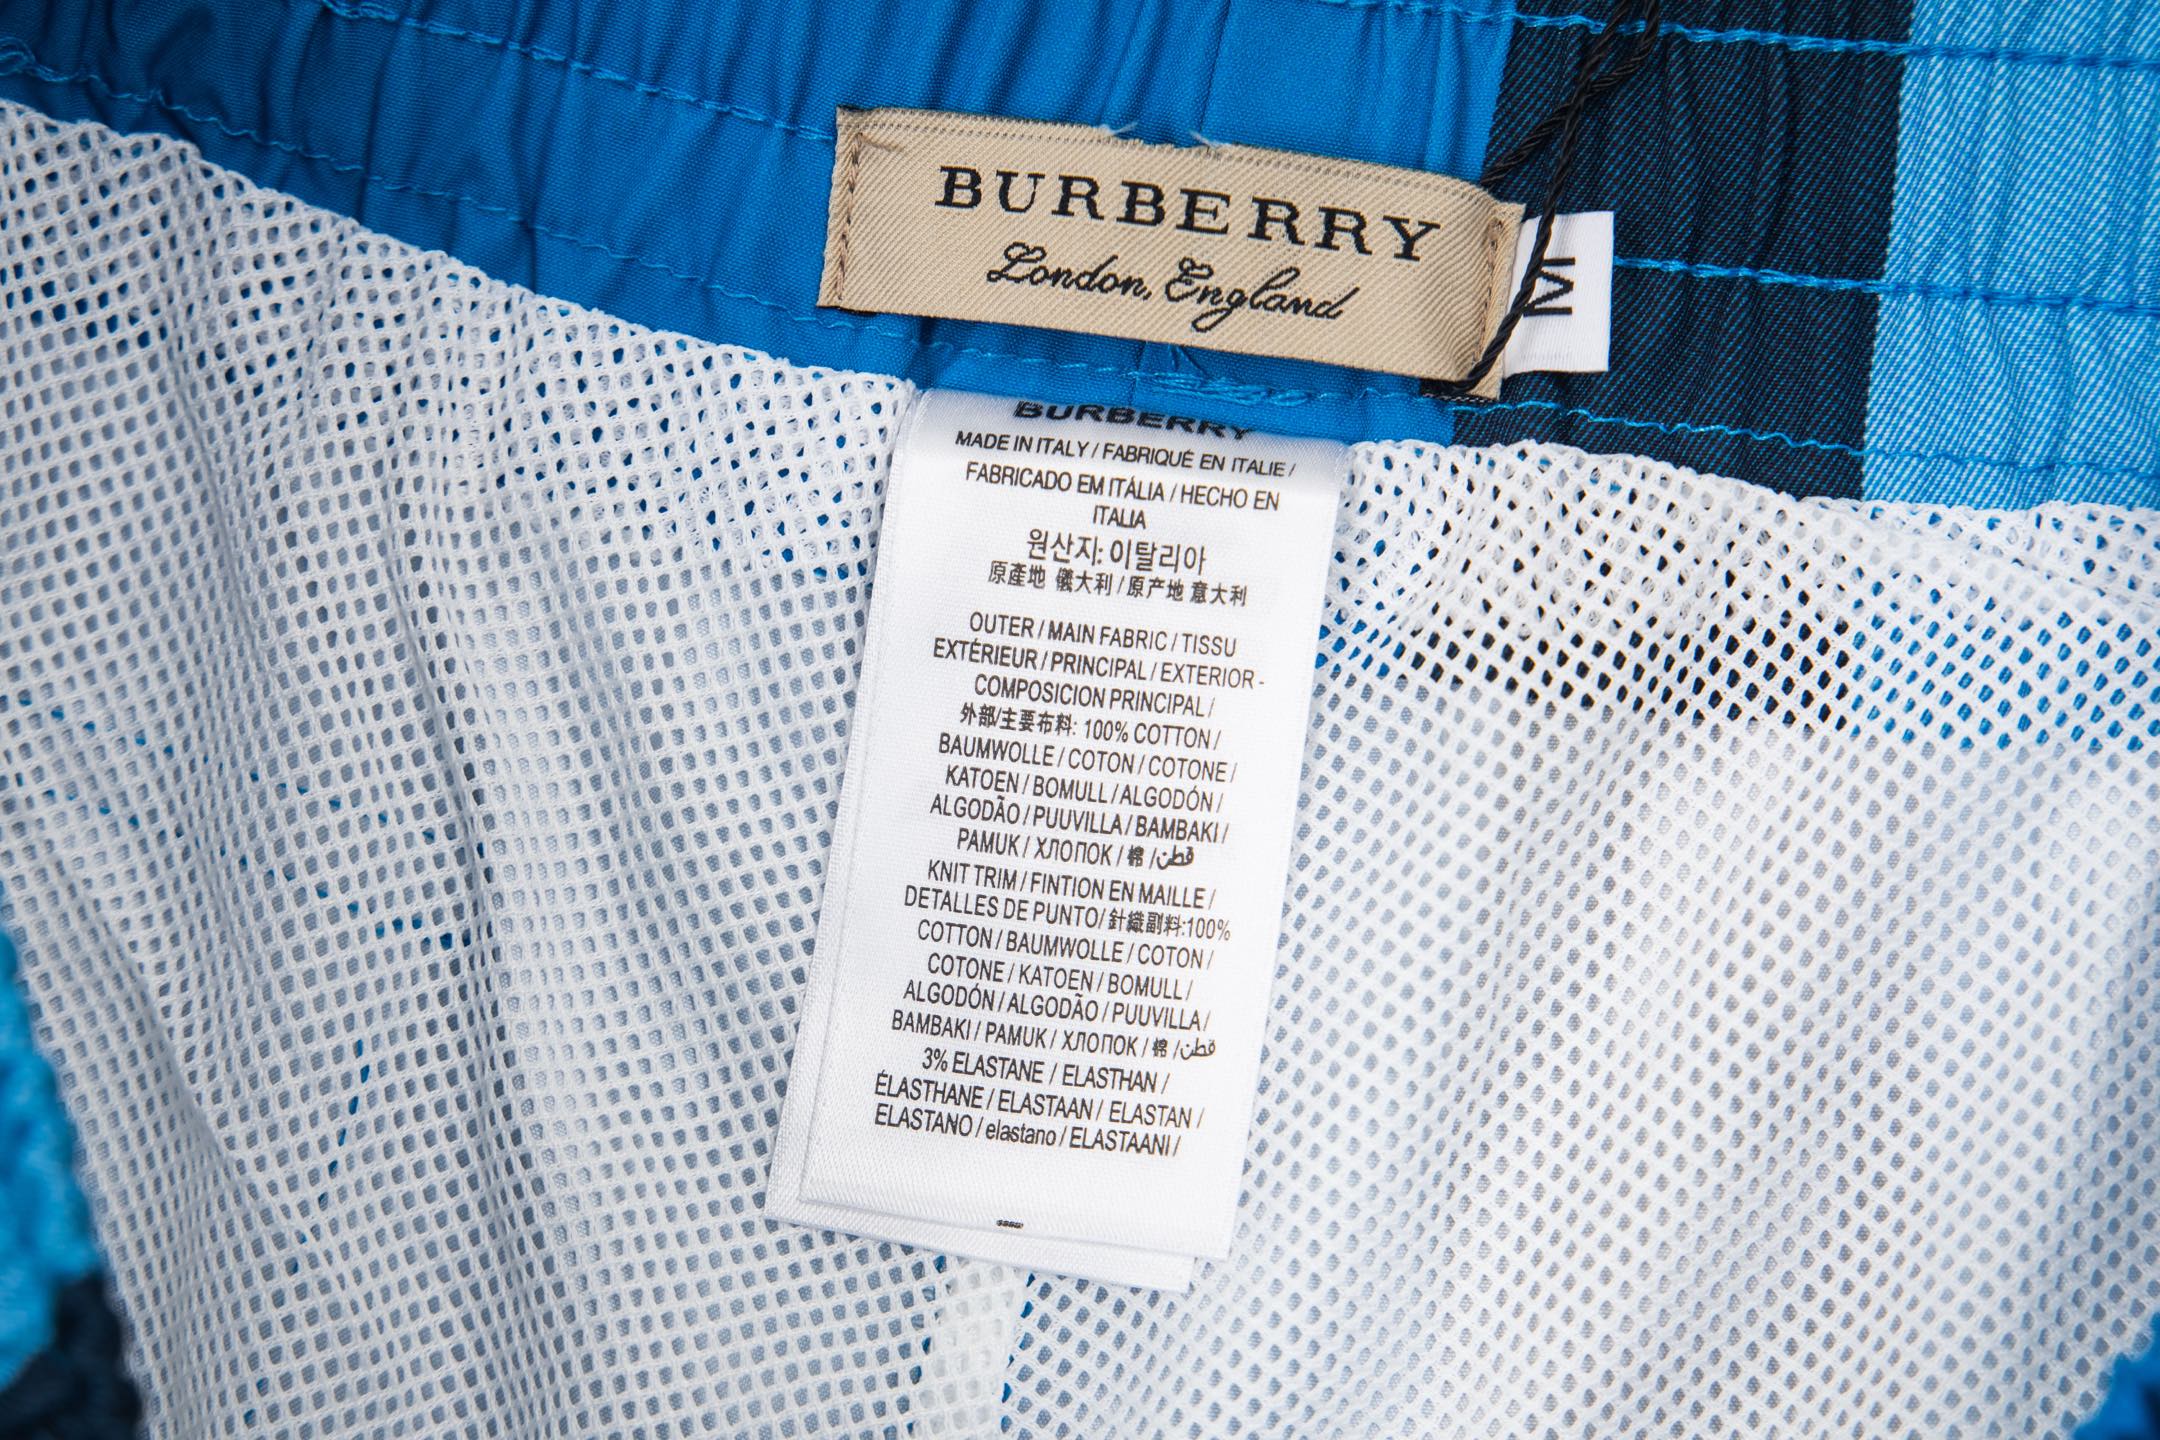 BURBERRY
London, England
M
BURBERRY
MADE IN ITALY / FABRIQUÉ EN ITALIE /
FABRICADO EM ITÁLIA / HECHO EN
ITALIA
원산지: 이탈리아
原產地 儀大利 / 原产地 意大利
OUTER / MAIN FABRIC / TISSU
EXTÉRIEUR / PRINCIPAL / EXTERIOR -
COMPOSICION PRINCIPAL /
外部/主要布料: 100% COTTON /
BAUMWOLLE / COTON / COTONE /
KATOEN / BOMULL / ALGODÓN /
ALGODÃO / PUUVILLA / BAMBAKI /
PAMUK / ХЛОПОК / 棉 / قطن
KNIT TRIM / FINTION EN MAILLE /
DETALLES DE PUNTO/ 針織副料:100%
COTTON / BAUMWOLLE / COTON /
COTONE / KATOEN / BOMULL /
ALGODÓN / ALGODÃO / PUUVILLA /
BAMBAKI / PAMUK / ХЛОПОК / 棉 / قطن
3% ELASTANE / ELASTHAN /
ÉLASTHANE / ELASTAAN / ELASTAN /
ELASTANO / elastano / ELASTAANI /